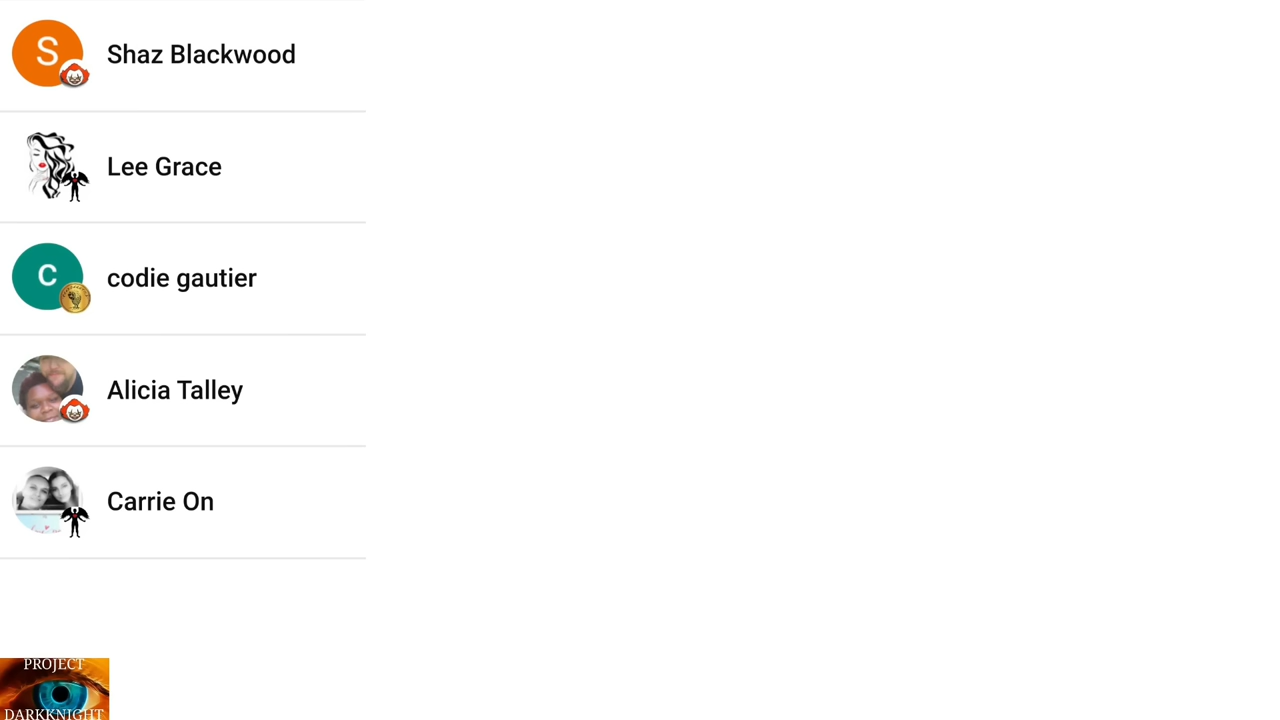 S
Shaz Blackwood
Lee Grace
c
codie gautier
Alicia Talley
Carrie On
PROJECT
DARKKNIGHT